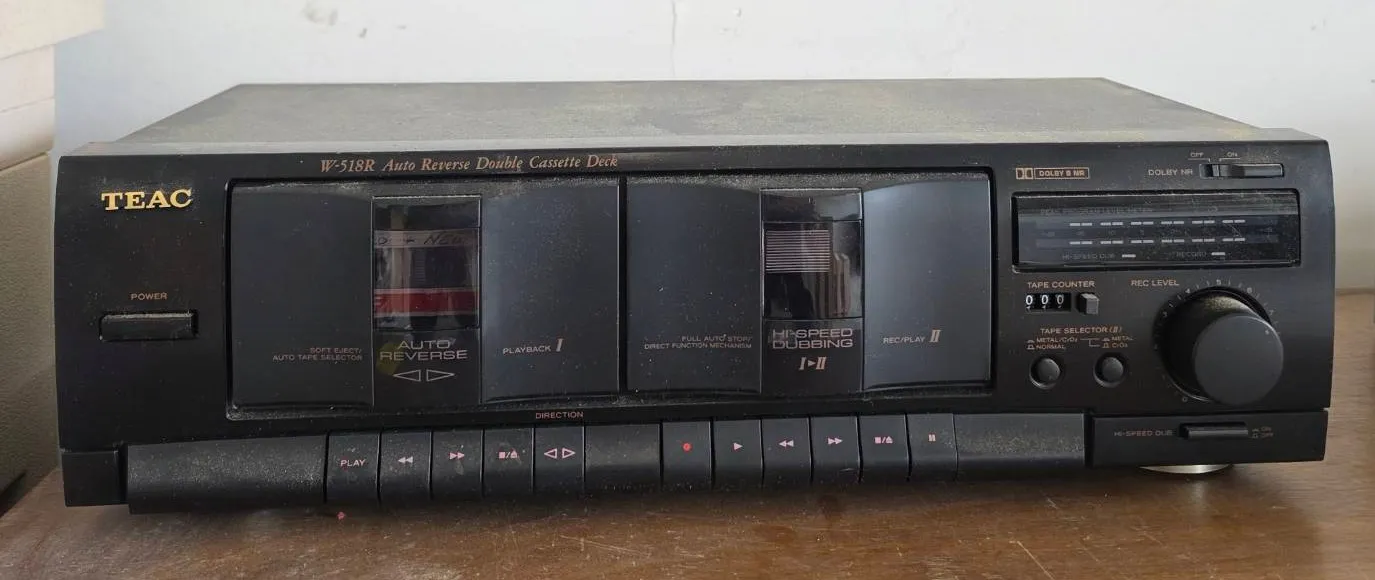 W-518R Auto Reverse Double Cassette Deck
TEAC
POWER
SOFT EJECT/
AUTO TAPE SELECTOR
AUTO
REVERSE
PLAYBACK I
FULL AUTO STOP/
DIRECT FUNCTION MECHANISM
HI-SPEED
DUBBING
I▶II
REC/PLAY II
DOLBY B NR
DOLBY NR
OFF ON
HI-SPEED DUB
RECORD
TAPE COUNTER
000
REC LEVEL
TAPE SELECTOR (II)
METAL/CrO₂
NORMAL
METAL
CrO₂
DIRECTION
PLAY
HI-SPEED DUB
ON
OFF